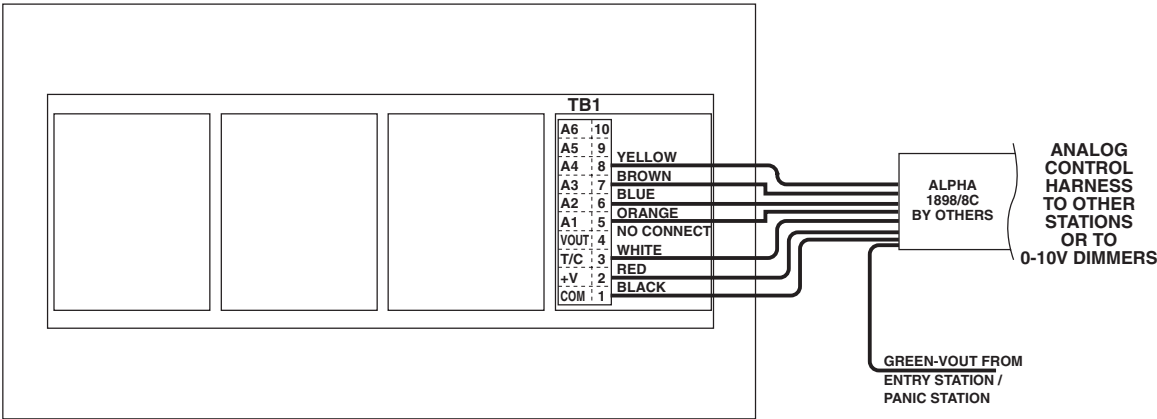 TB1
A6 10
A5 9
A4 8 YELLOW
A3 7 BROWN
A2 6 BLUE
A1 5 ORANGE
VOUT 4 NO CONNECT
T/C 3 WHITE
+V 2 RED
COM 1 BLACK
ALPHA
1898/8C
BY OTHERS
ANALOG
CONTROL
HARNESS
TO OTHER
STATIONS
OR TO
0-10V DIMMERS
GREEN-VOUT FROM
ENTRY STATION /
PANIC STATION